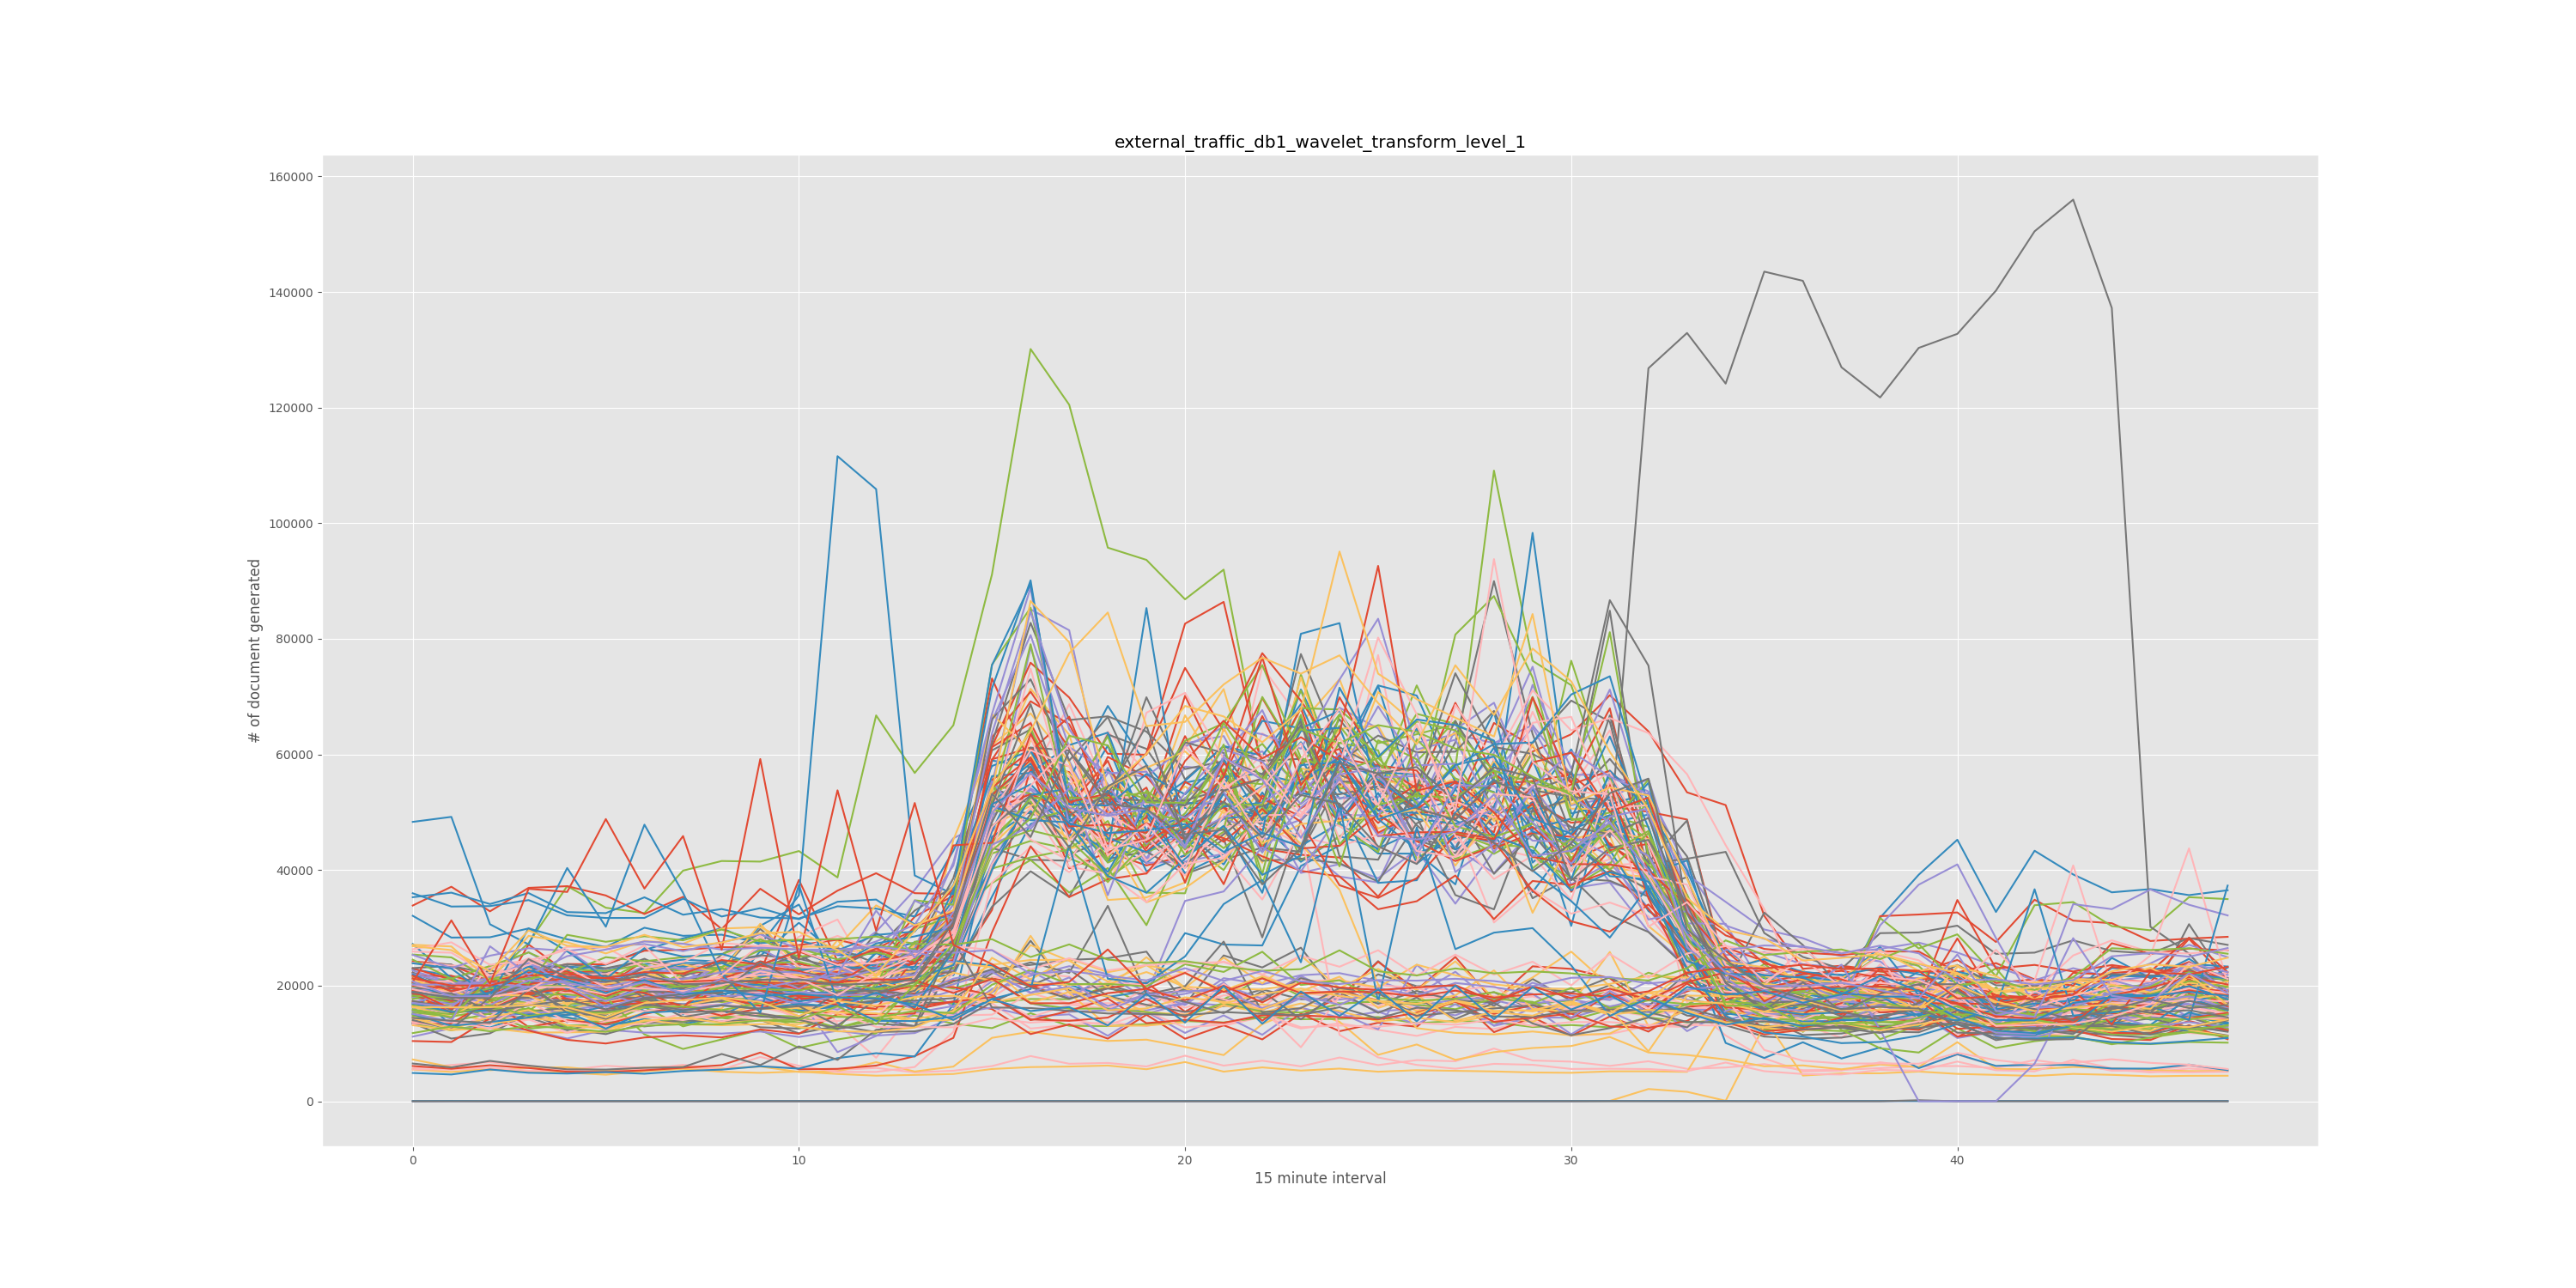 external_traffic_db1_wavelet_transform_level_1
160000
140000
120000
100000
80000
60000
40000
20000
0
# of document generated
0 10 20 30 40
15 minute interval